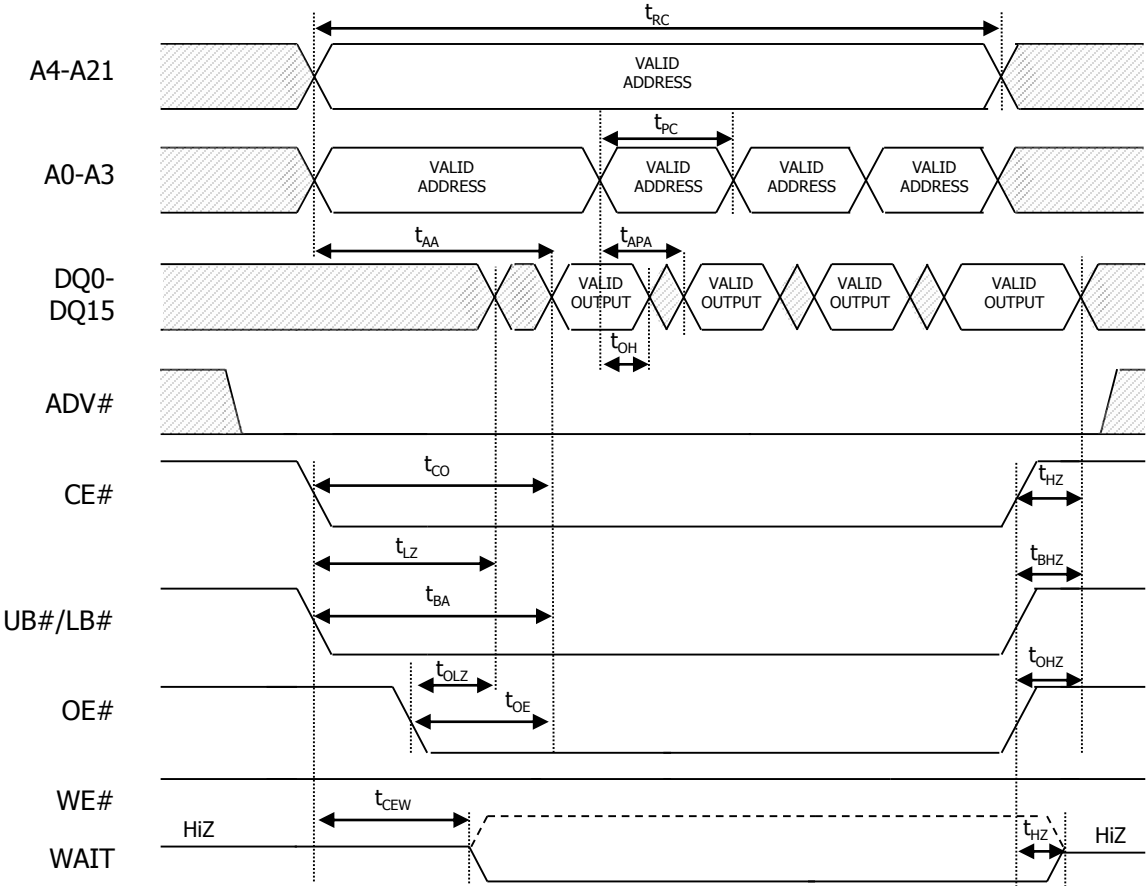 tRC
A4-A21
VALID
ADDRESS
tPC
A0-A3
VALID
ADDRESS
VALID
ADDRESS
VALID
ADDRESS
VALID
ADDRESS
tAA
tAPA
DQ0-
DQ15
VALID
OUTPUT
VALID
OUTPUT
VALID
OUTPUT
VALID
OUTPUT
tOH
ADV#
tCO
tHZ
CE#
tLZ
tBHZ
tBA
UB#/LB#
tOLZ
tOHZ
tOE
OE#
WE#
tCEW
HiZ
tHZ
HiZ
WAIT